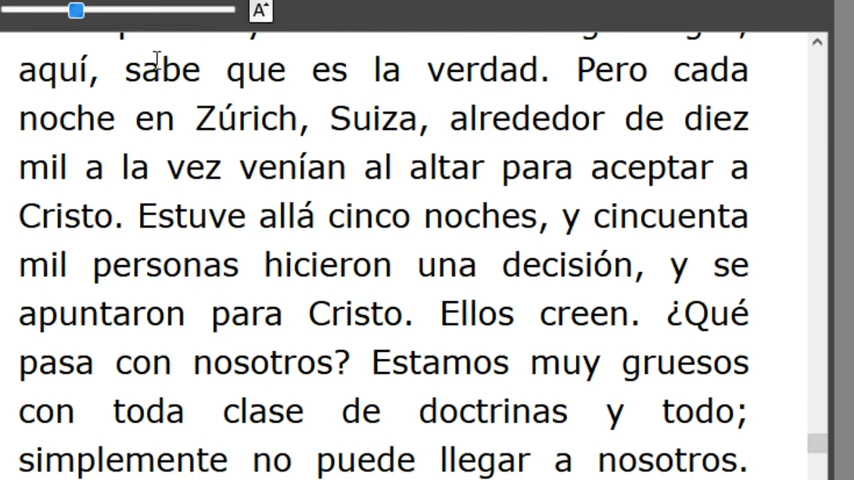 A
aquí, sabe que es la verdad. Pero cada
noche en Zúrich, Suiza, alrededor de diez
mil a la vez venían al altar para aceptar a
Cristo. Estuve allá cinco noches, y cincuenta
mil personas hicieron una decisión, y se
apuntaron para Cristo. Ellos creen. ¿Qué
pasa con nosotros? Estamos muy gruesos
con toda clase de doctrinas y todo;
simplemente no puede llegar a nosotros.